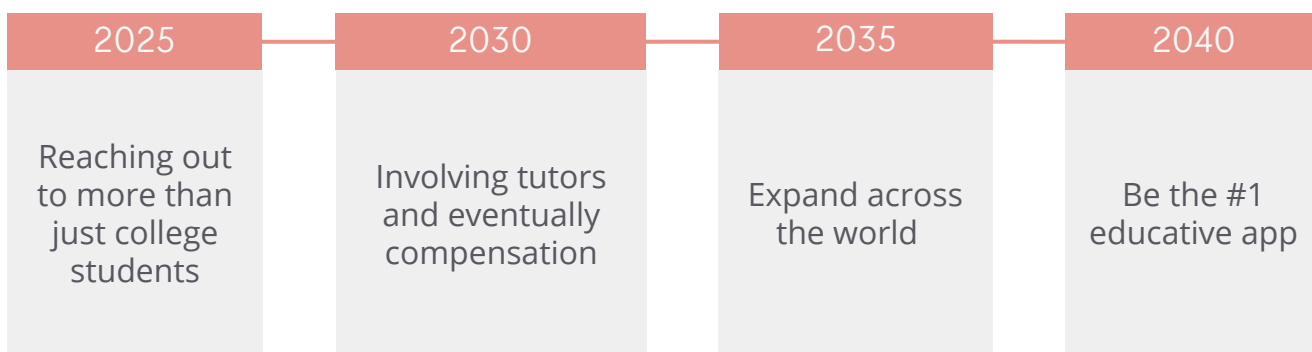 2025
Reaching out
to more than
just college
students
2030
Involving tutors
and eventually
compensation
2035
Expand across
the world
2040
Be the #1
educative app